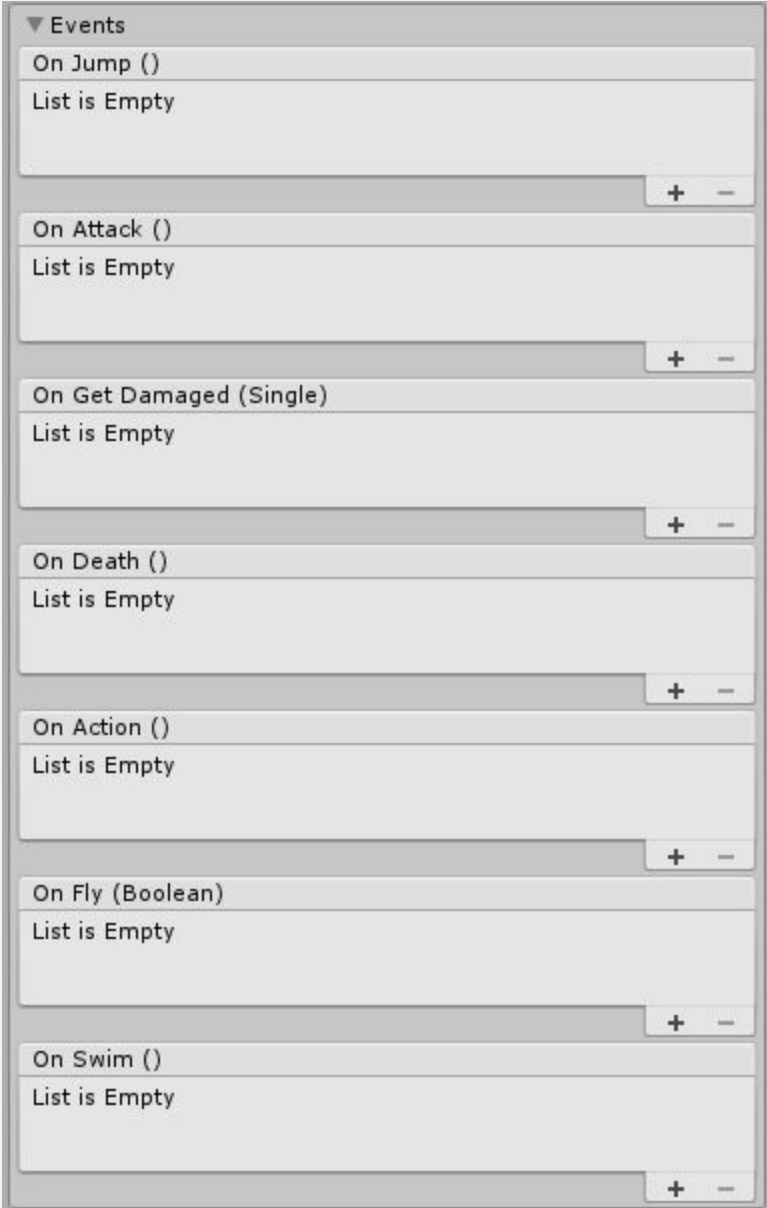 Events
On Jump ()
List is Empty
+ −
On Attack ()
List is Empty
+ −
On Get Damaged (Single)
List is Empty
+ −
On Death ()
List is Empty
+ −
On Action ()
List is Empty
+ −
On Fly (Boolean)
List is Empty
+ −
On Swim ()
List is Empty
+ −